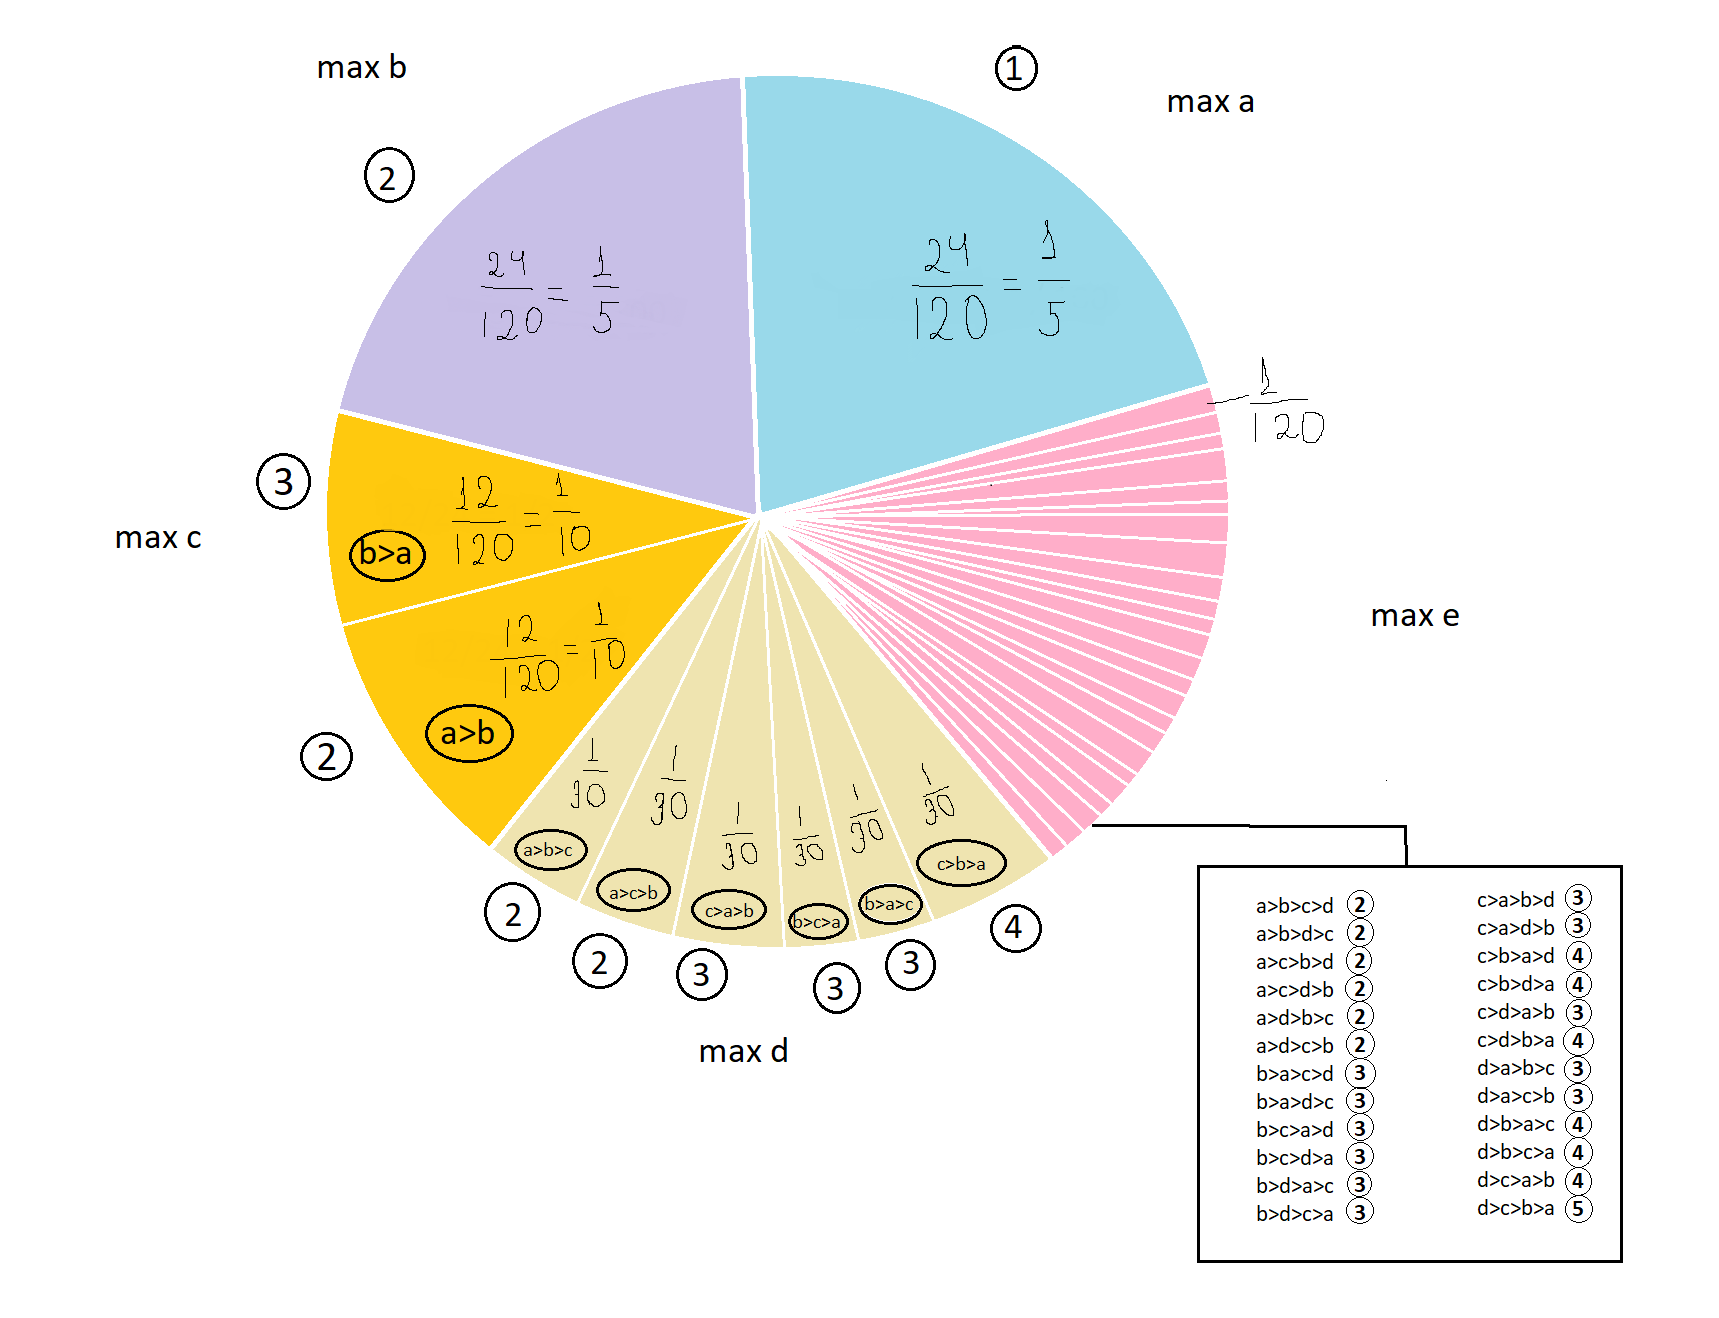 max b
1
max a
2
24/120 = 1/5
24/120 = 1/5
1/120
3
max c
b>a
12/120 = 1/10
12/120 = 1/10
a>b
2
max e
1/30
1/30
1/30
1/30
1/30
1/30
a>b>c
a>c>b
c>a>b
b>c>a
b>a>c
c>b>a
2
2
3
3
3
4
max d
a>b>c>d 2
a>b>d>c 2
a>c>b>d 2
a>c>d>b 2
a>d>b>c 2
a>d>c>b 2
b>a>c>d 3
b>a>d>c 3
b>c>a>d 3
b>c>d>a 3
b>d>a>c 3
b>d>c>a 3
c>a>b>d 3
c>a>d>b 3
c>b>a>d 4
c>b>d>a 4
c>d>a>b 3
c>d>b>a 4
d>a>b>c 3
d>a>c>b 3
d>b>a>c 4
d>b>c>a 4
d>c>a>b 4
d>c>b>a 5